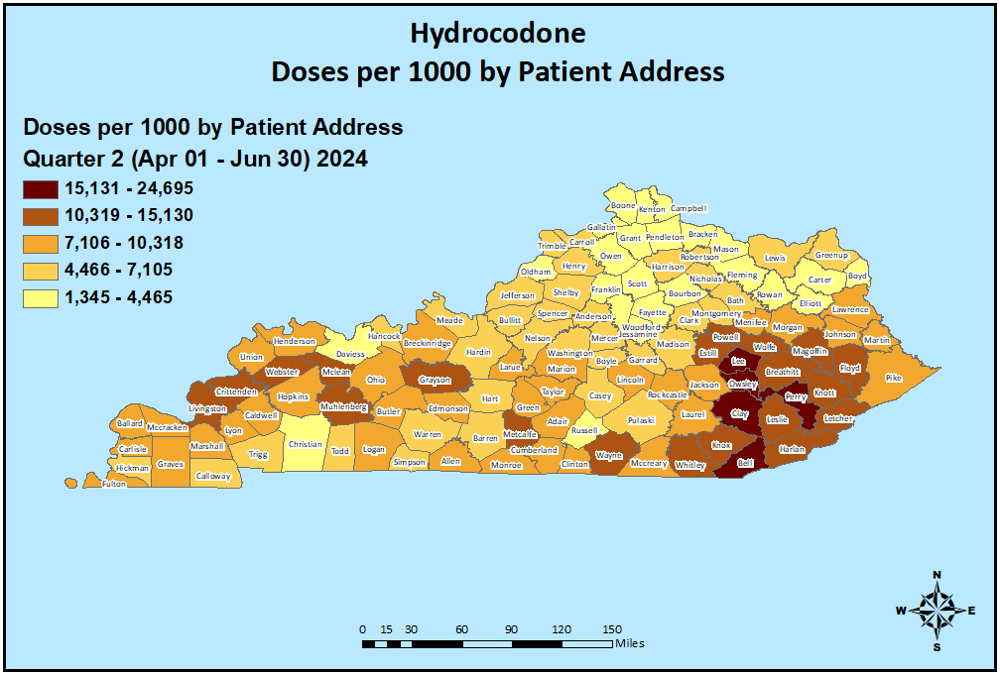 Hydrocodone
Doses per 1000 by Patient Address
Doses per 1000 by Patient Address
Quarter 2 (Apr 01 - Jun 30) 2024
15,131 - 24,695
10,319 - 15,130
7,106 - 10,318
4,466 - 7,105
1,345 - 4,465
Boone
Kenton
Campbell
Gallatin
Trimble
Carroll
Grant
Pendleton
Bracken
Mason
Owen
Robertson
Lewis
Greenup
Oldham
Henry
Harrison
Nicholas
Fleming
Carter
Boyd
Jefferson
Shelby
Franklin
Scott
Bourbon
Bath
Rowan
Elliott
Lawrence
Bullitt
Spencer
Anderson
Woodford
Fayette
Clark
Montgomery
Menifee
Morgan
Johnson
Martin
Meade
Hancock
Henderson
Daviess
Breckinridge
Hardin
Nelson
Washington
Mercer
Jessamine
Madison
Estill
Powell
Wolfe
Magoffin
Floyd
Pike
Union
Webster
Mclean
Ohio
Grayson
Larue
Marion
Boyle
Garrard
Lee
Breathitt
Knott
Crittenden
Hopkins
Muhlenberg
Butler
Edmonson
Hart
Green
Taylor
Casey
Lincoln
Rockcastle
Jackson
Owsley
Perry
Livingston
Caldwell
Lyon
Warren
Barren
Metcalfe
Adair
Russell
Pulaski
Laurel
Clay
Leslie
Letcher
Ballard
Mccracken
Carlisle
Marshall
Trigg
Christian
Todd
Logan
Simpson
Allen
Monroe
Cumberland
Clinton
Wayne
Mccreary
Whitley
Knox
Bell
Harlan
Hickman
Graves
Calloway
Fulton
N
W
E
S
0 15 30 60 90 120 150
Miles